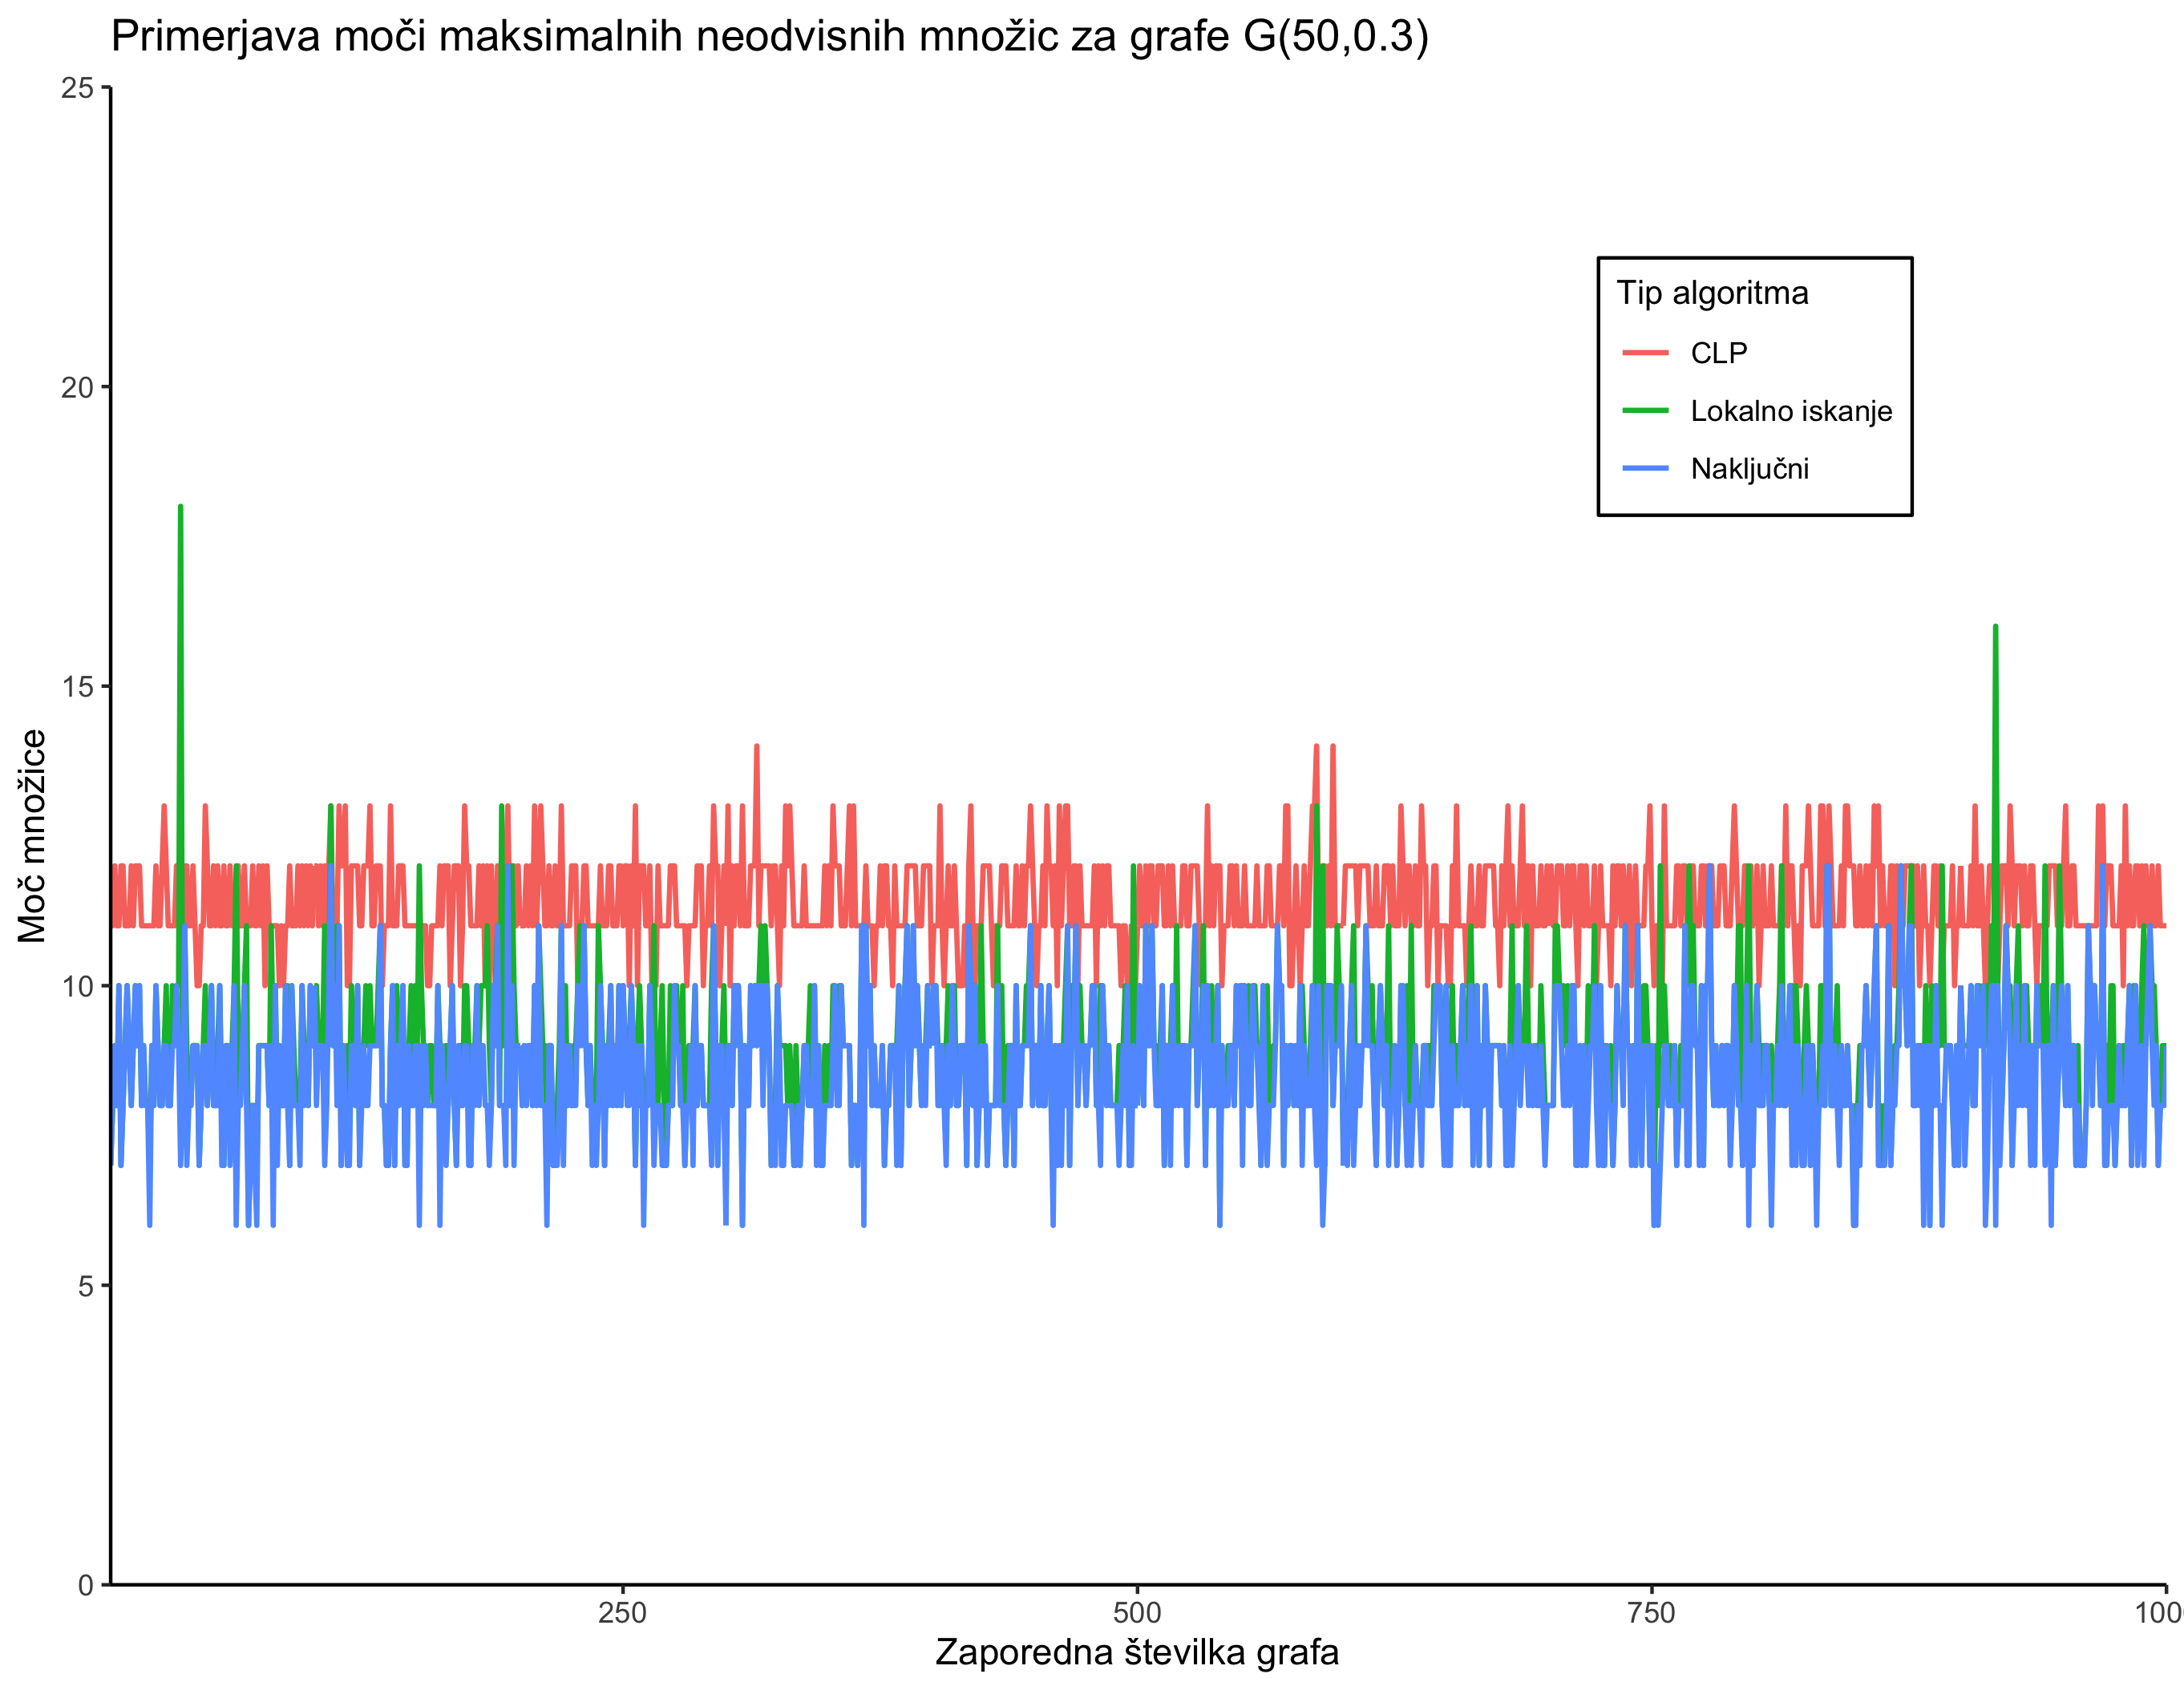 Primerjava moči maksimalnih neodvisnih množic za grafe G(50,0.3)
25
20
15
10
5
0
Moč množice
Tip algoritma
CLP
Lokalno iskanje
Naključni
250
500
750
100
Zaporedna številka grafa